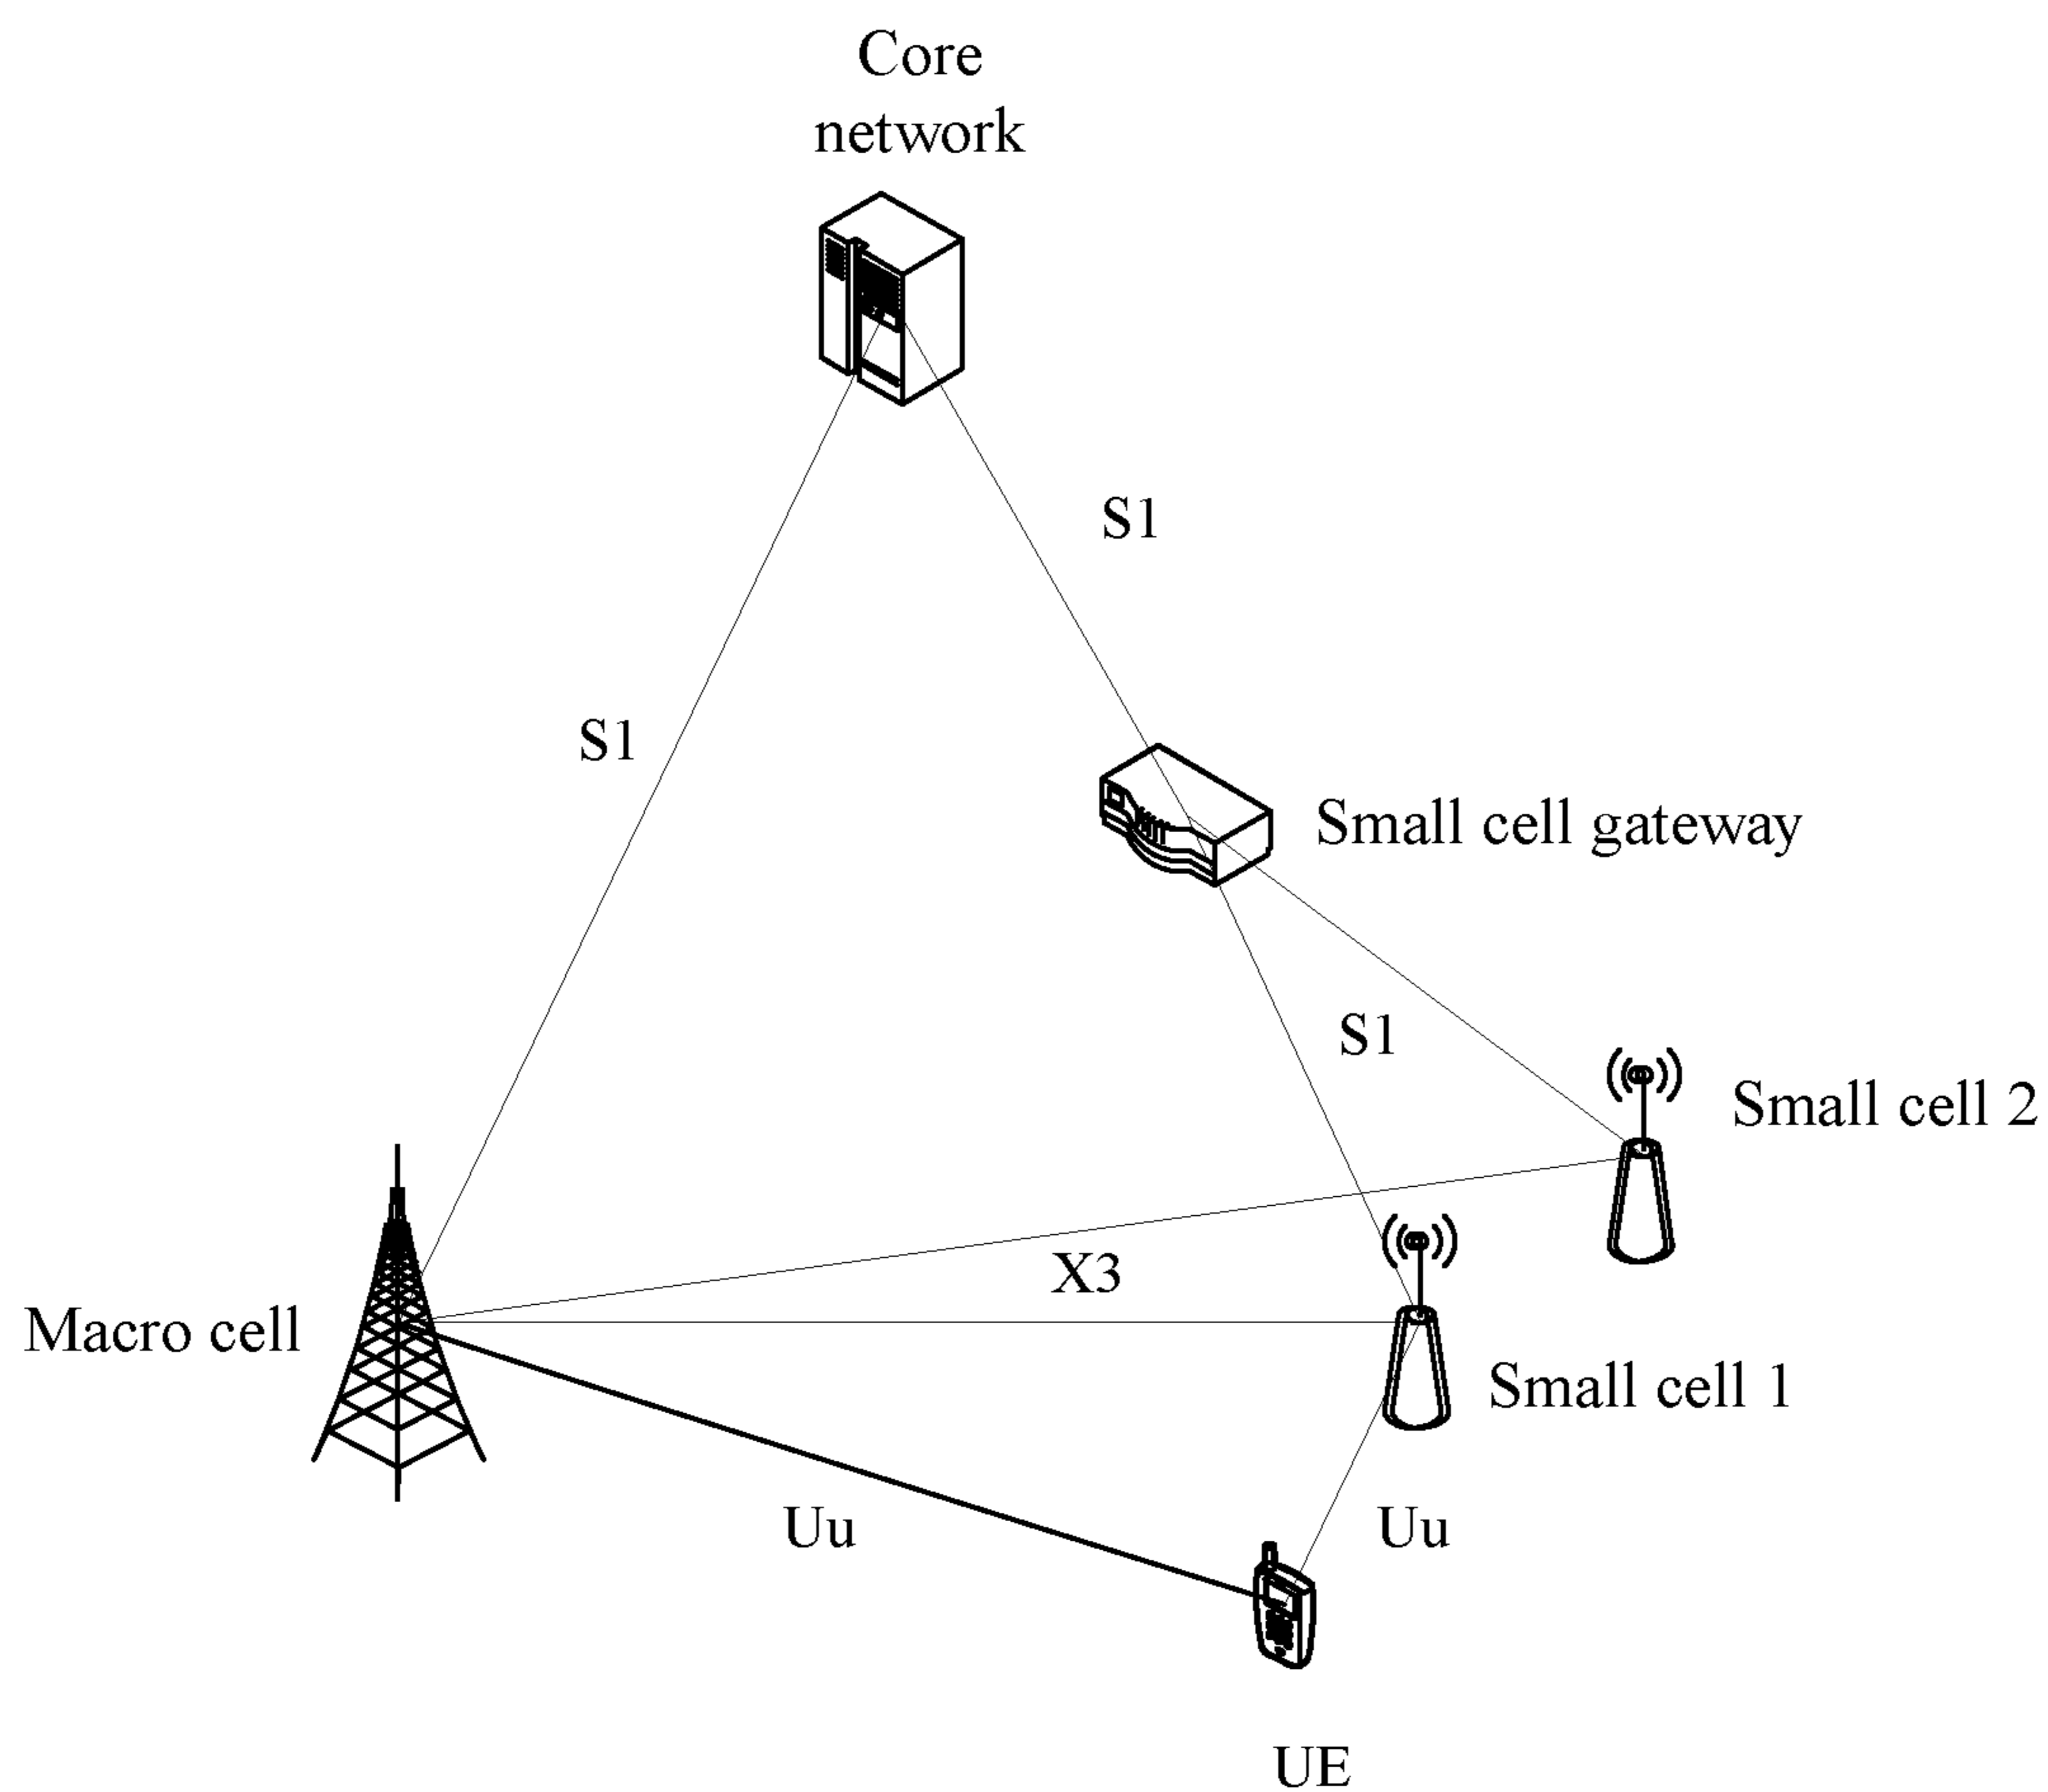 Core
network
S1
S1
Small cell gateway
S1
Small cell 2
X3
Macro cell
Small cell 1
Uu
Uu
UE